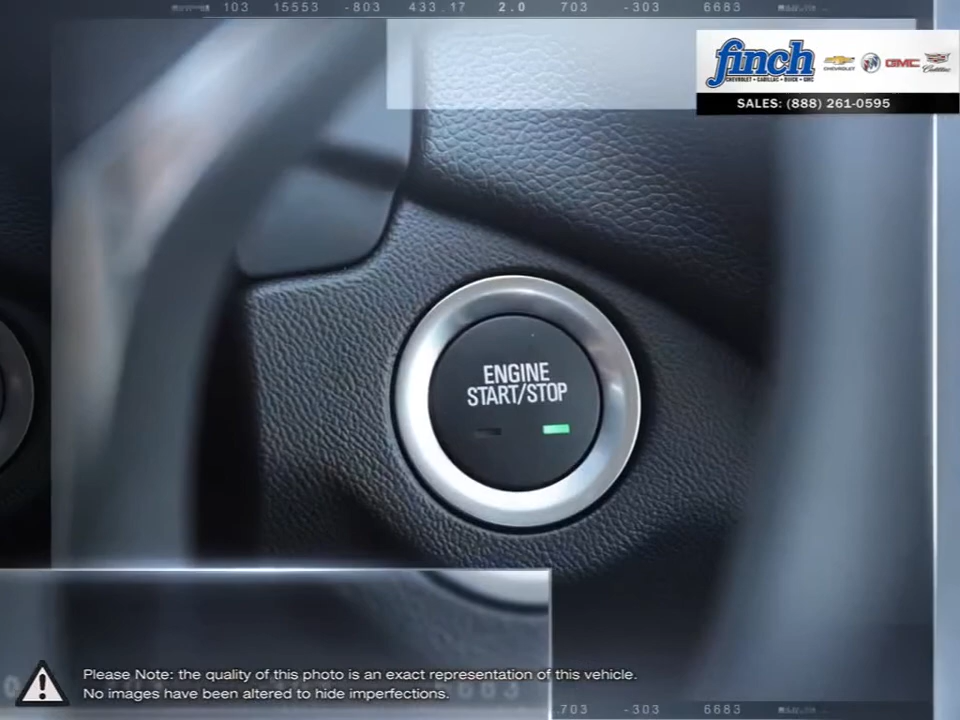 103 15553 -803 433.17 2.0 703 -303 6683
finch
CHEVROLET • CADILLAC • BUICK • GMC
CHEVROLET GMC Cadillac
SALES: (888) 261-0595
ENGINE
START/STOP
Please Note: the quality of this photo is an exact representation of this vehicle.
No images have been altered to hide imperfections.
703 -303 6683